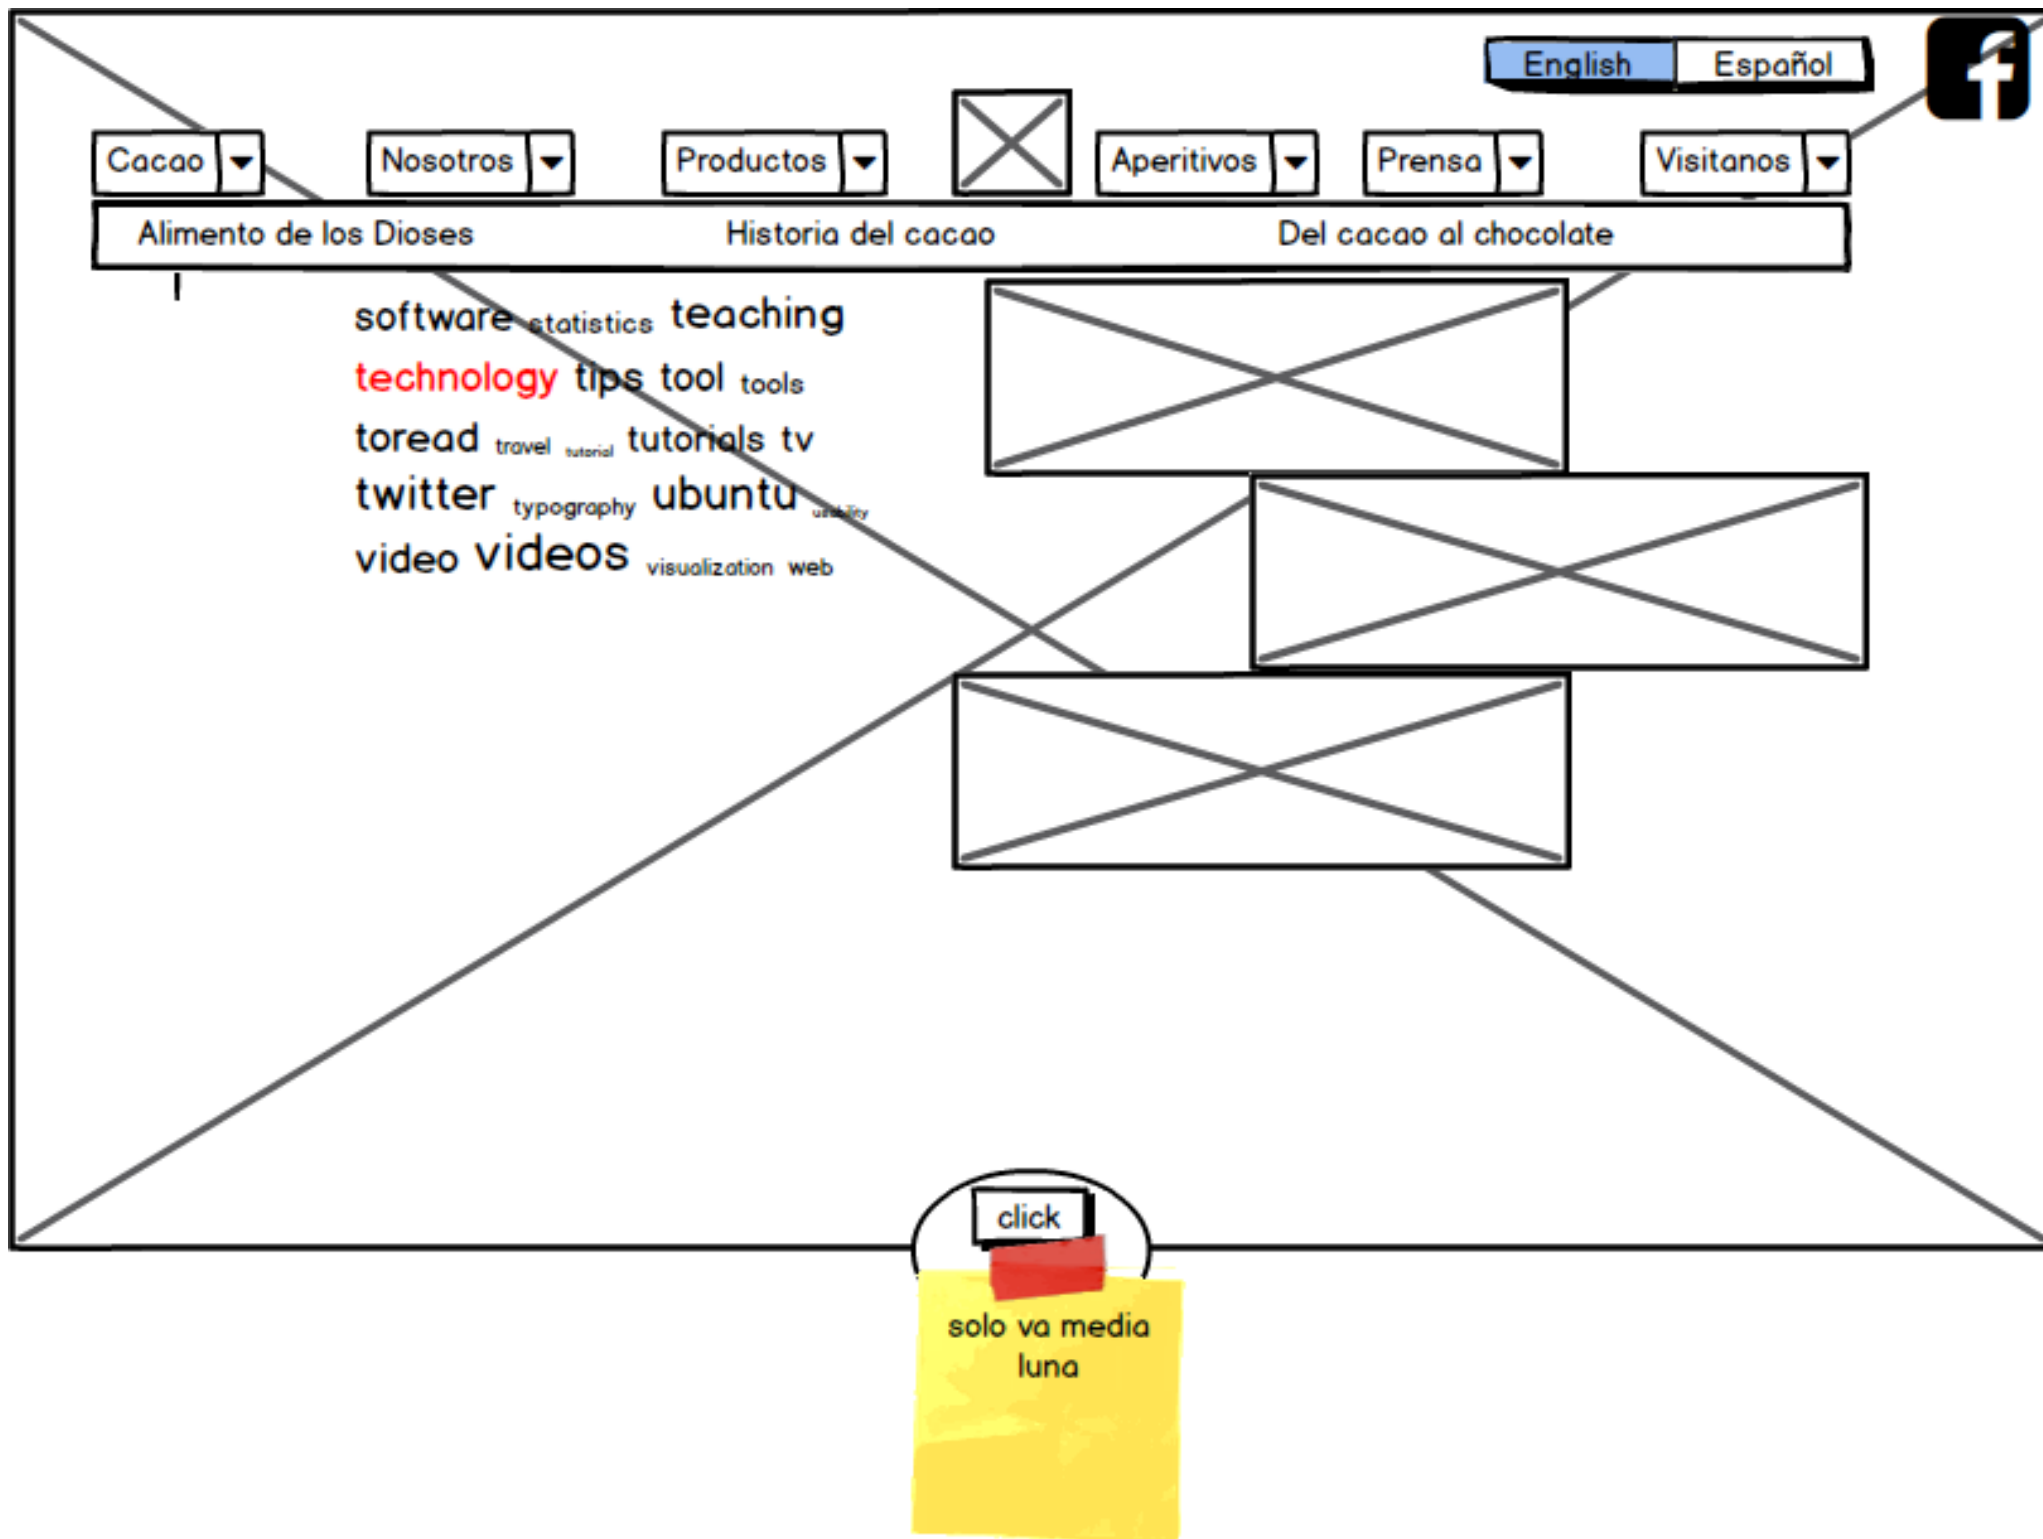 English Español
Cacao Nosotros Productos Aperitivos Prensa Visitanos
Alimento de los Dioses Historia del cacao Del cacao al chocolate
software statistics teaching
technology tips tool tools
toread travel tutorial tutorials tv
twitter typography ubuntu usability
video videos visualization web
click
solo va media
luna